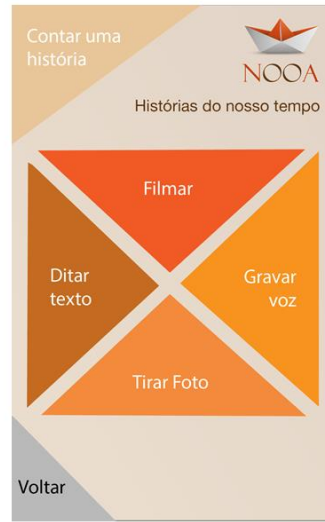 Contar uma
história
NOOA
Histórias do nosso tempo
Filmar
Ditar
texto
Gravar
voz
Tirar Foto
Voltar